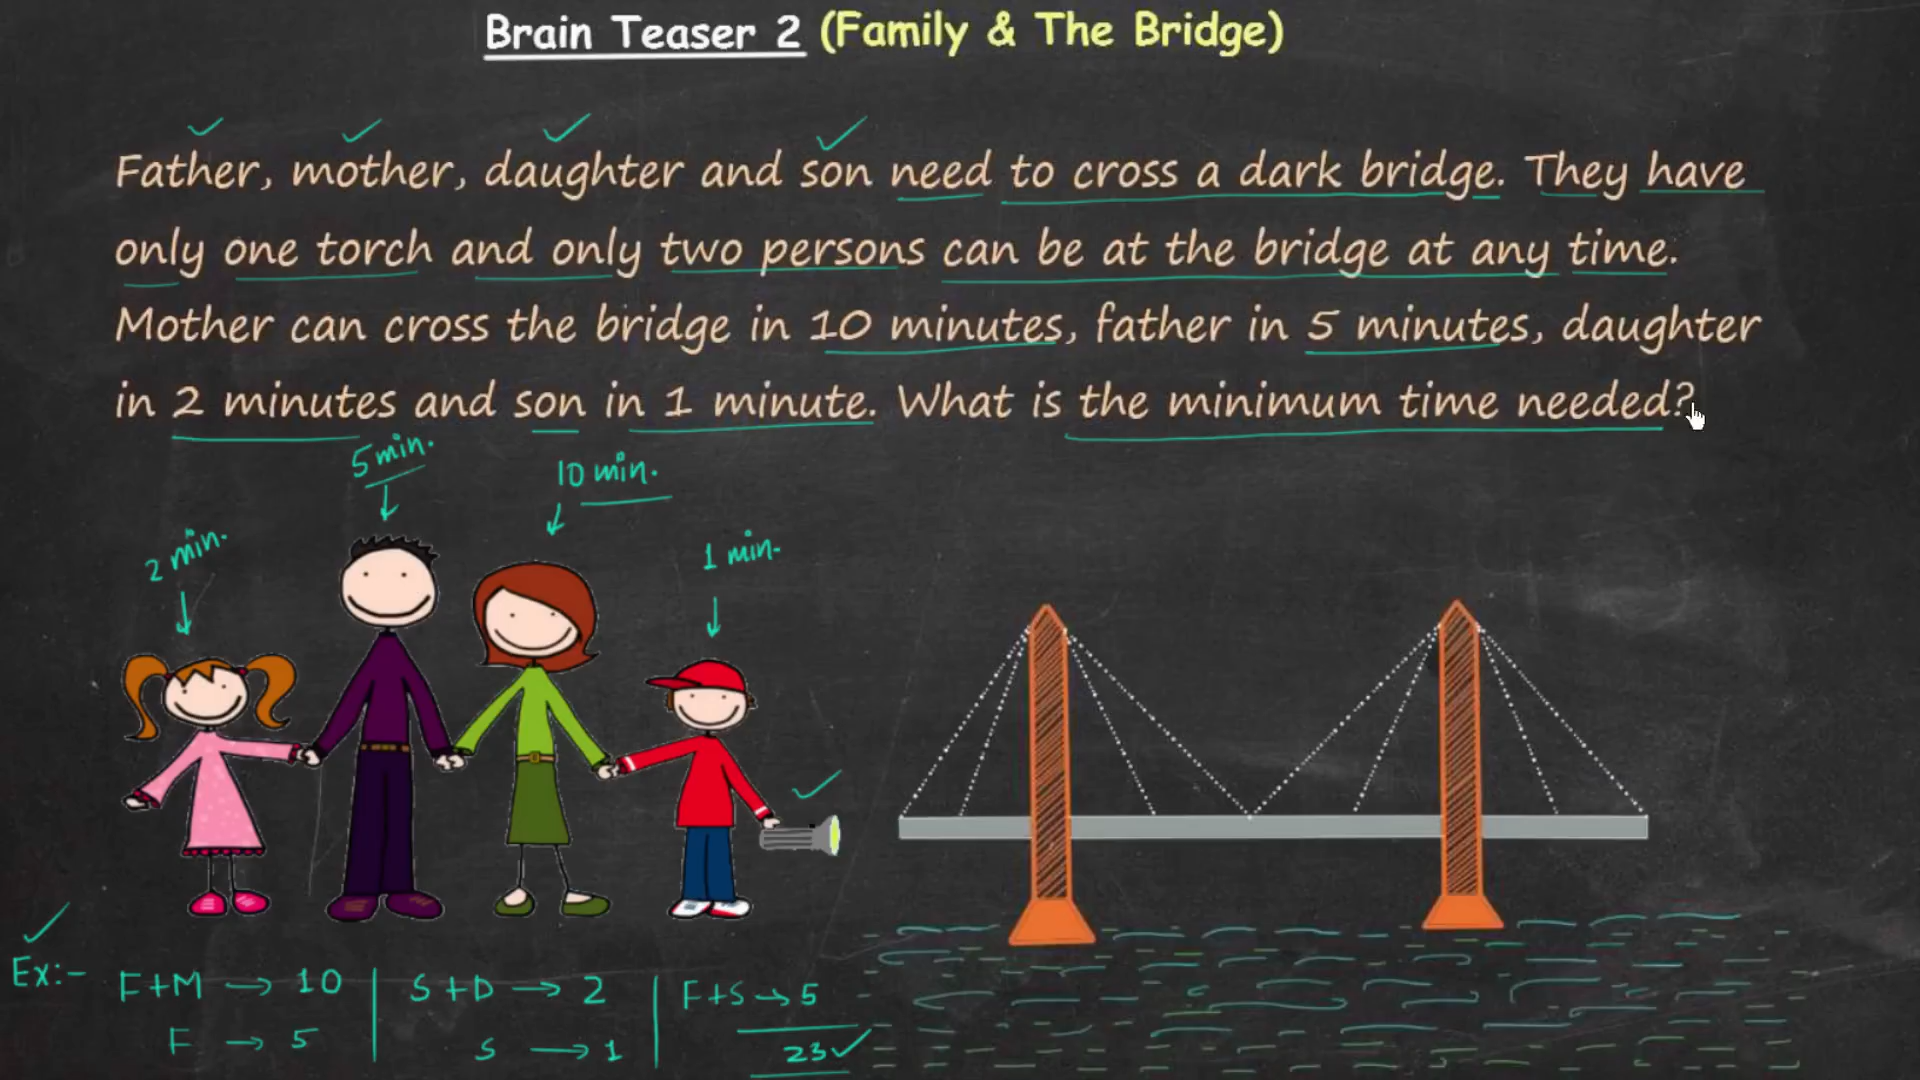 Brain Teaser 2 (Family & The Bridge)
Father, mother, daughter and son need to cross a dark bridge. They have
only one torch and only two persons can be at the bridge at any time.
Mother can cross the bridge in 10 minutes, father in 5 minutes, daughter
in 2 minutes and son in 1 minute. What is the minimum time needed?
5 min.
10 min.
2 min.
1 min.
Ex:- F+M → 10 | S+D → 2 | F+S → 5
F → 5 | S → 1 | 23